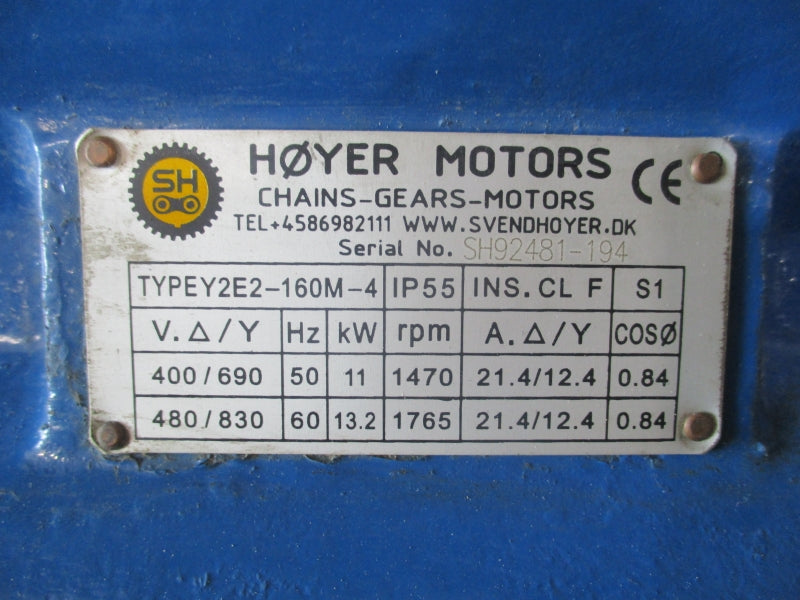 SH
HØYER MOTORS
CE
CHAINS-GEARS-MOTORS
TEL+4586982111 WWW.SVENDHOYER.DK
Serial No. SH92481-194
TYPEY2E2-160M-4 IP55 INS.CL F S1
V.Δ/Y Hz kW rpm A.Δ/Y COSØ
400/690 50 11 1470 21.4/12.4 0.84
480/830 60 13.2 1765 21.4/12.4 0.84